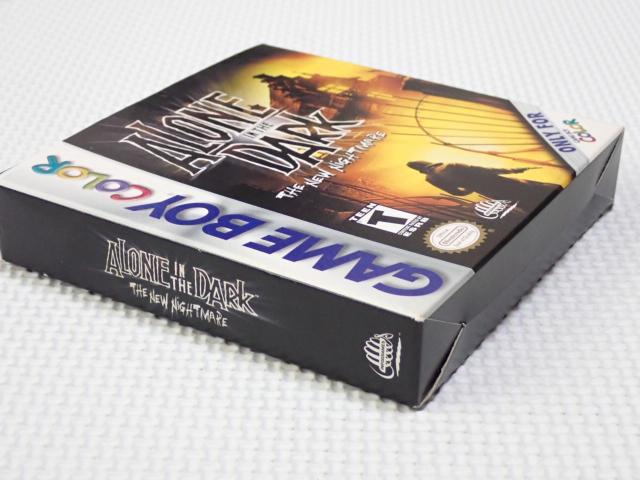 ALONE
IN THE
DARK
THE NEW NIGHTMARE
ONLY FOR
COLOR
TEEN
T
ESRB
Nintendo
GAME BOY COLOR
ALONE IN THE DARK
THE NEW NIGHTMARE